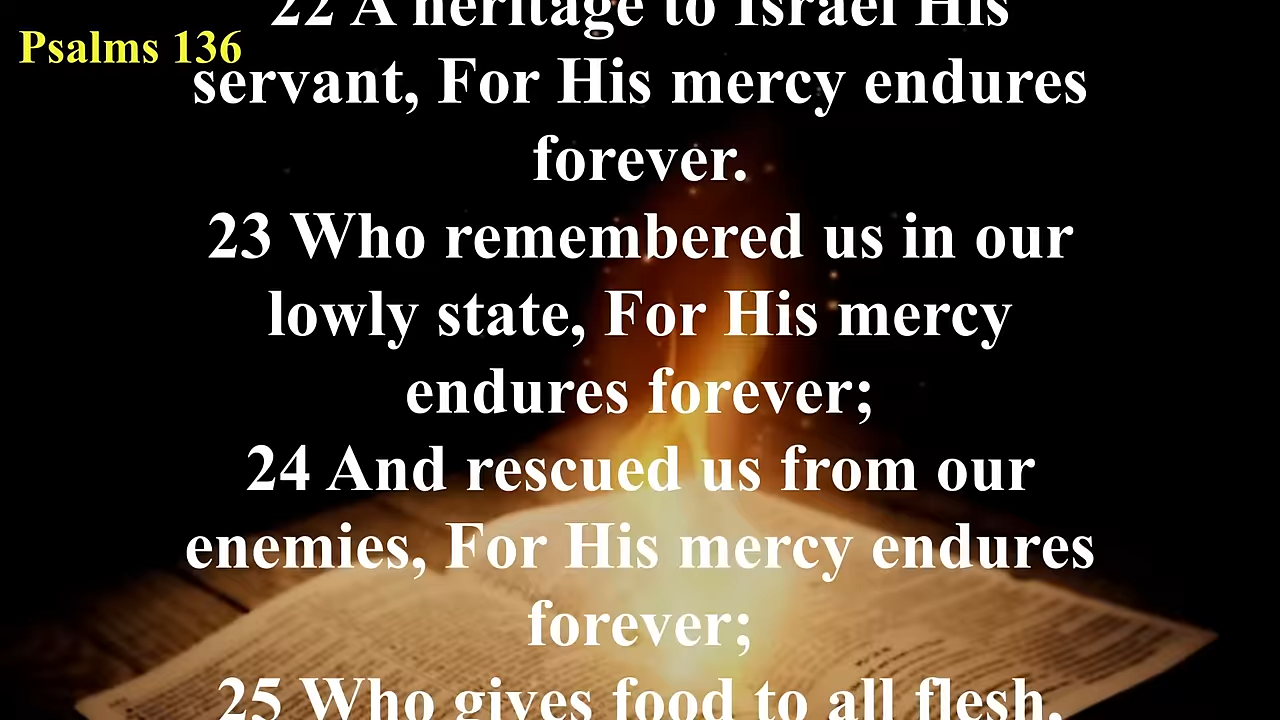 Psalms 136
22 A heritage to Israel His
servant, For His mercy endures
forever.
23 Who remembered us in our
lowly state, For His mercy
endures forever;
24 And rescued us from our
enemies, For His mercy endures
forever;
25 Who gives food to all flesh,